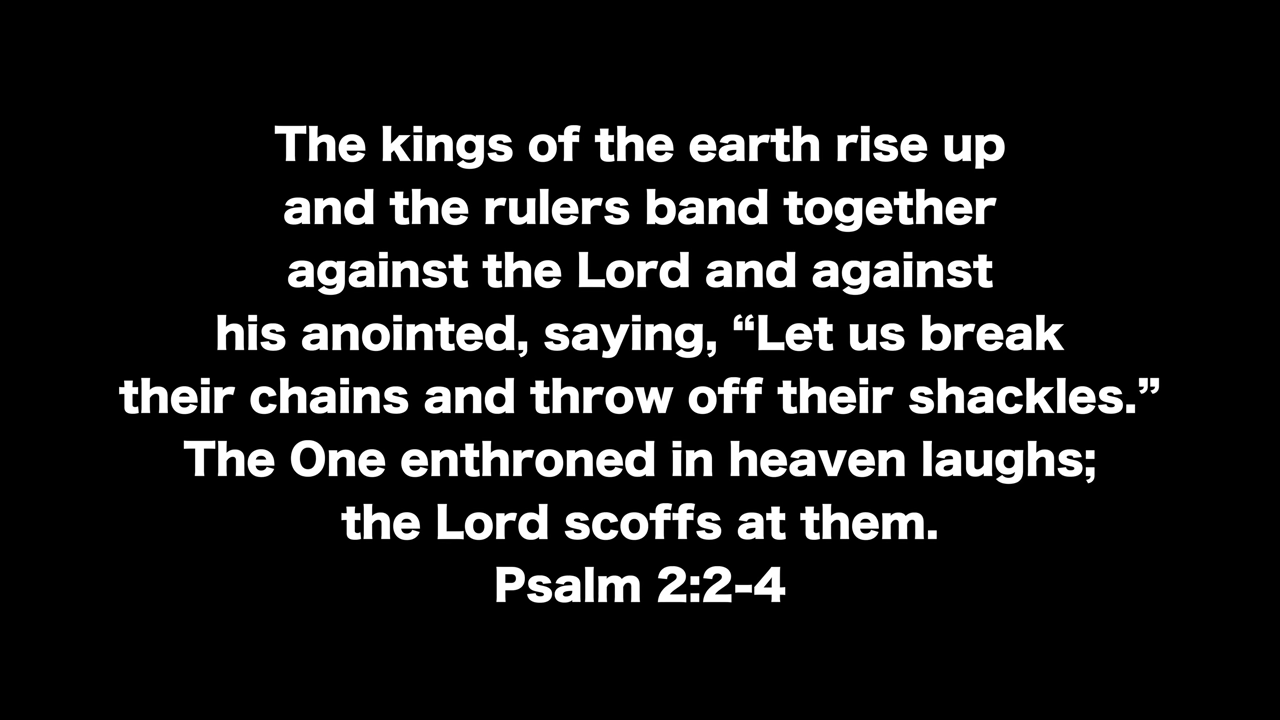 The kings of the earth rise up
and the rulers band together
against the Lord and against
his anointed, saying, “Let us break
their chains and throw off their shackles.”
The One enthroned in heaven laughs;
the Lord scoffs at them.
Psalm 2:2-4